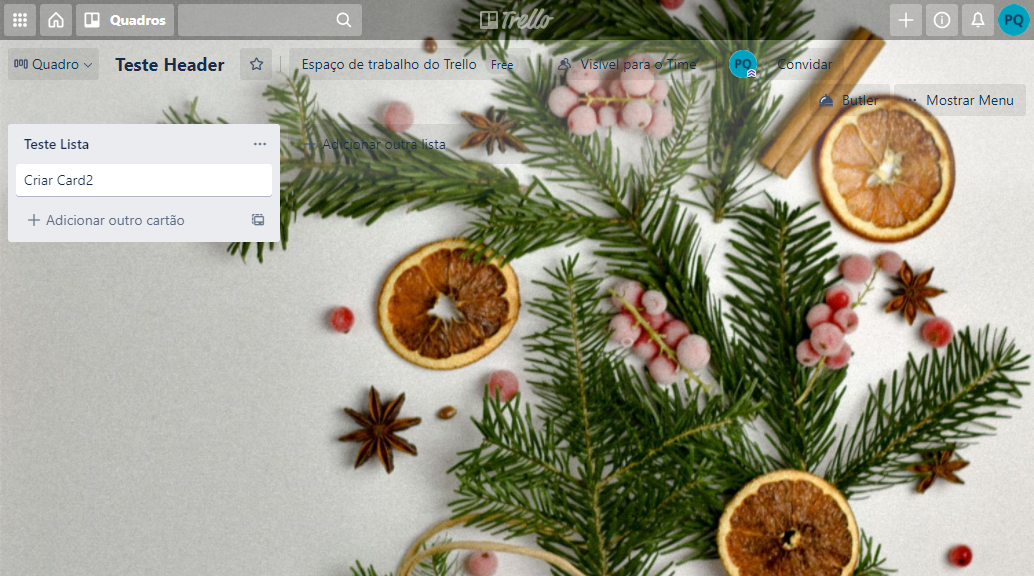 Quadros
Trello
Quadro
Teste Header
Espaço de trabalho do Trello
Free
Visível para o Time
PQ
Convidar
PQ
Butler
Mostrar Menu
Teste Lista
Adicionar outra lista
Criar Card2
Adicionar outro cartão